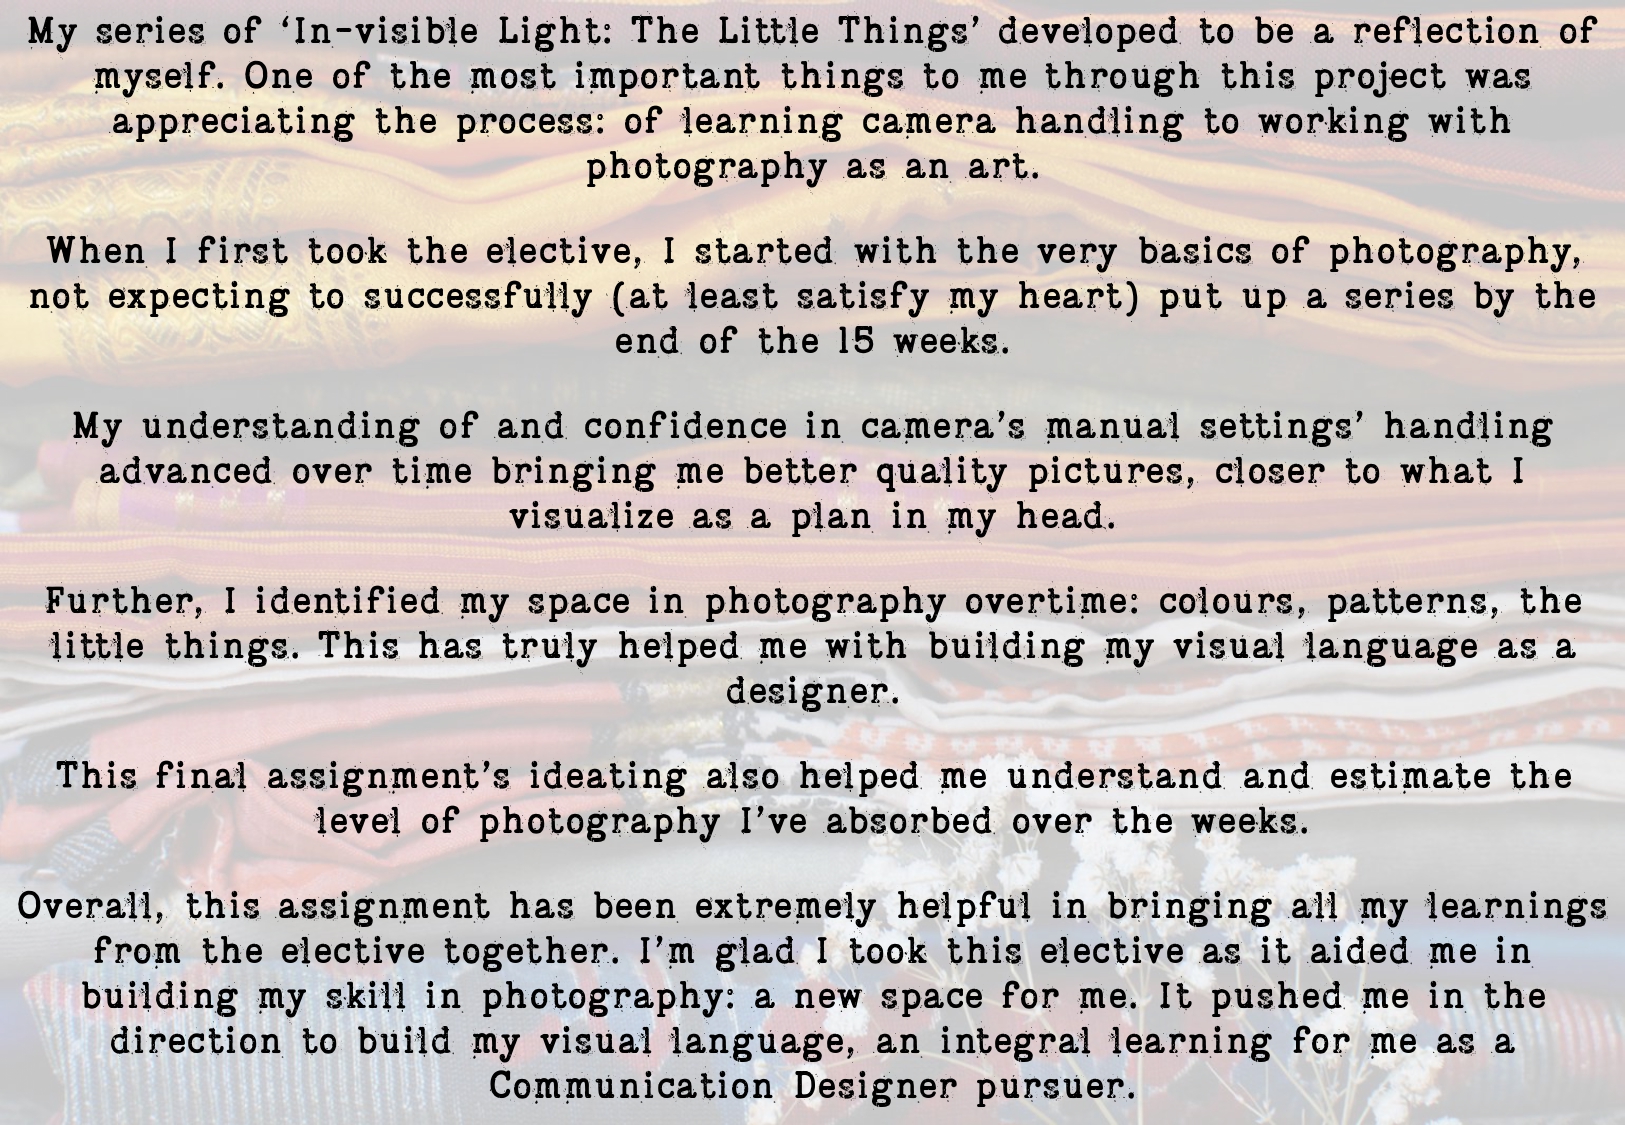 My series of ‘In-visible Light: The Little Things’ developed to be a reflection of
myself. One of the most important things to me through this project was
appreciating the process: of learning camera handling to working with
photography as an art.
When I first took the elective, I started with the very basics of photography,
not expecting to successfully (at least satisfy my heart) put up a series by the
end of the 15 weeks.
My understanding of and confidence in camera’s manual settings’ handling
advanced over time bringing me better quality pictures, closer to what I
visualize as a plan in my head.
Further, I identified my space in photography overtime: colours, patterns, the
little things. This has truly helped me with building my visual language as a
designer.
This final assignment’s ideating also helped me understand and estimate the
level of photography I’ve absorbed over the weeks.
Overall, this assignment has been extremely helpful in bringing all my learnings
from the elective together. I’m glad I took this elective as it aided me in
building my skill in photography: a new space for me. It pushed me in the
direction to build my visual language, an integral learning for me as a
Communication Designer pursuer.